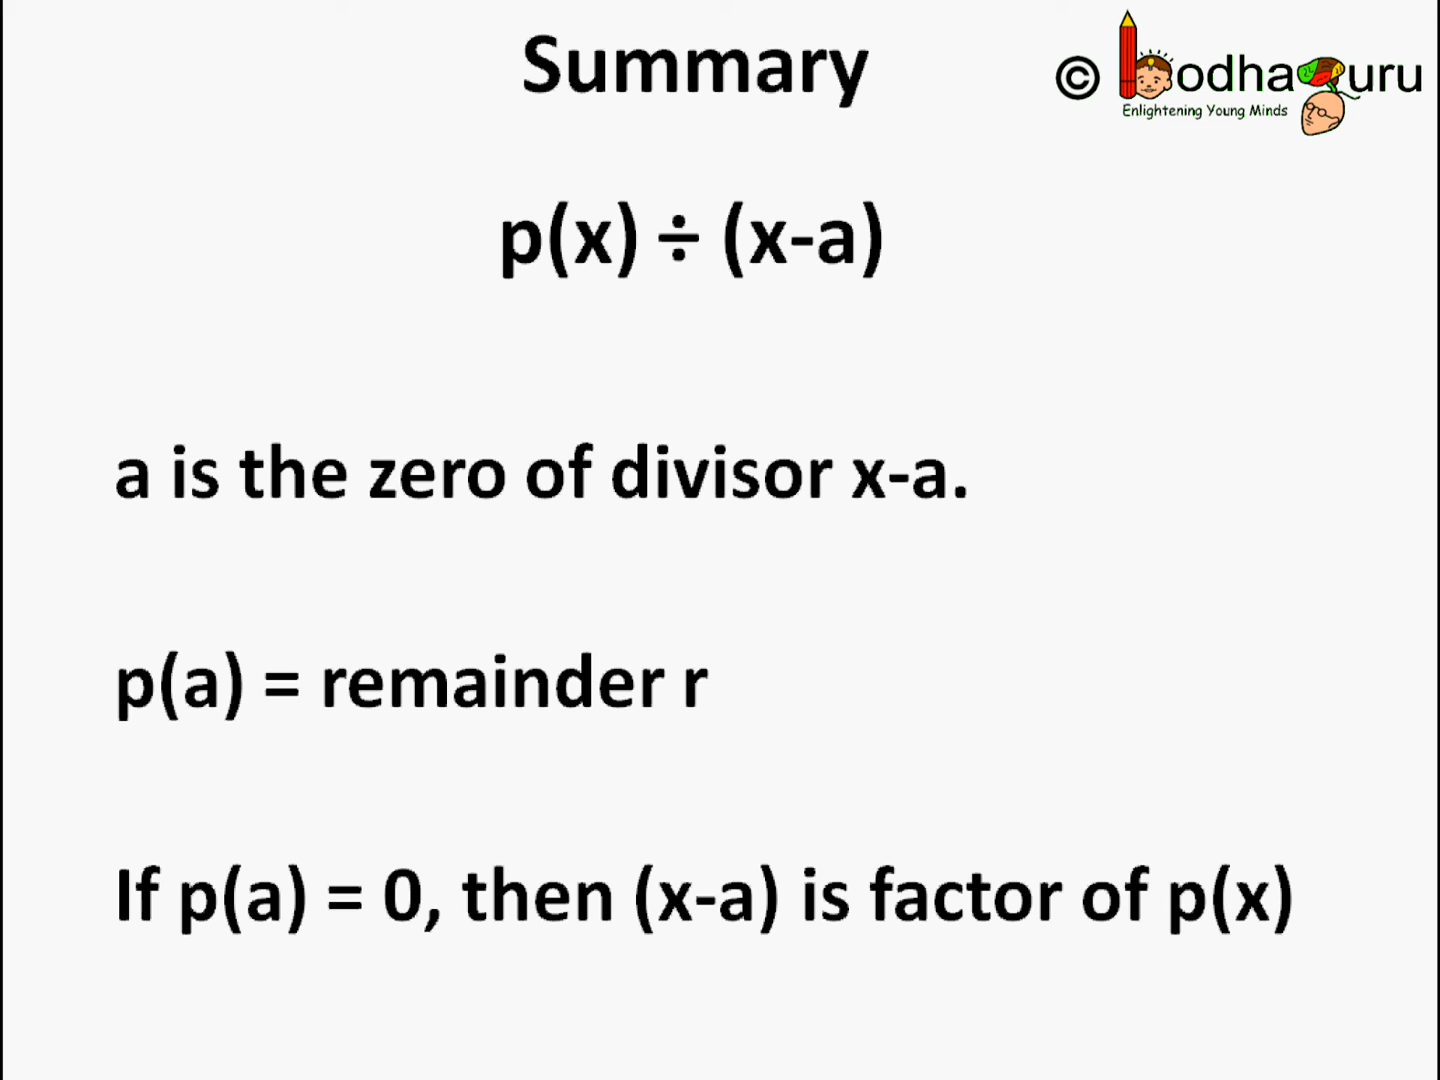 Summary
© bodhaguru
Enlightening Young Minds
p(x) ÷ (x-a)
a is the zero of divisor x-a.
p(a) = remainder r
If p(a) = 0, then (x-a) is factor of p(x)